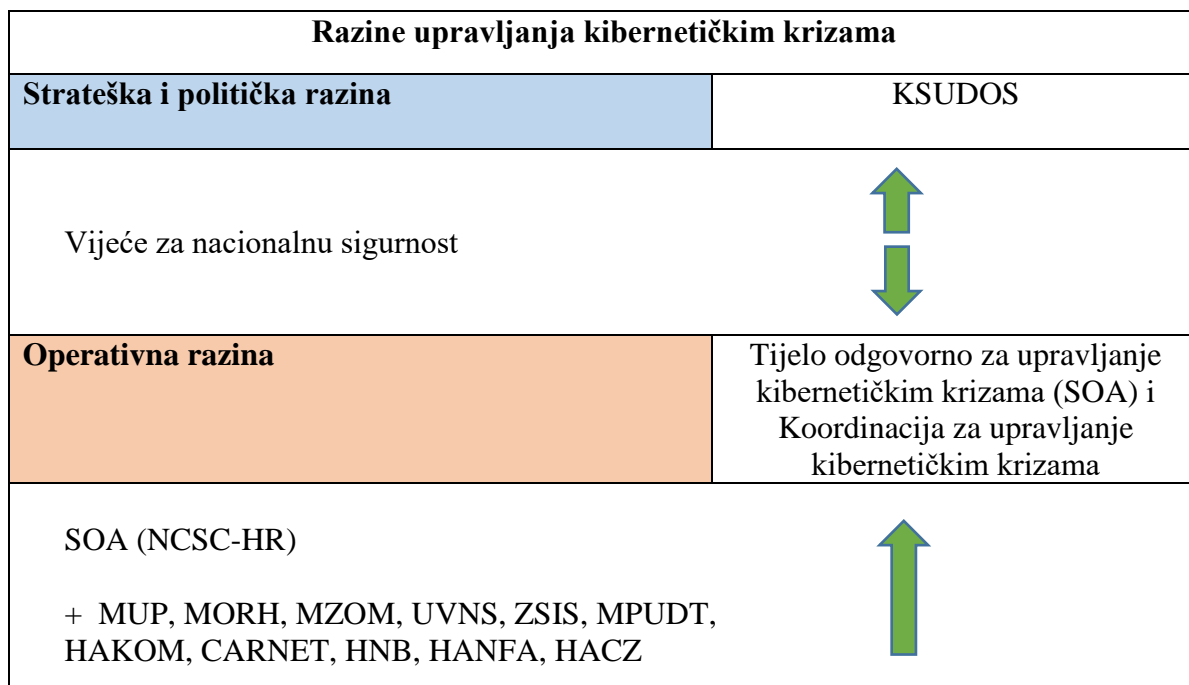 Razine upravljanja kibernetičkim krizama
Strateška i politička razina
KSUDOS
Vijeće za nacionalnu sigurnost
Operativna razina
Tijelo odgovorno za upravljanje
kibernetičkim krizama (SOA) i
Koordinacija za upravljanje
kibernetičkim krizama
SOA (NCSC-HR)
+ MUP, MORH, MZOM, UVNS, ZSIS, MPUDT,
HAKOM, CARNET, HNB, HANFA, HACZ